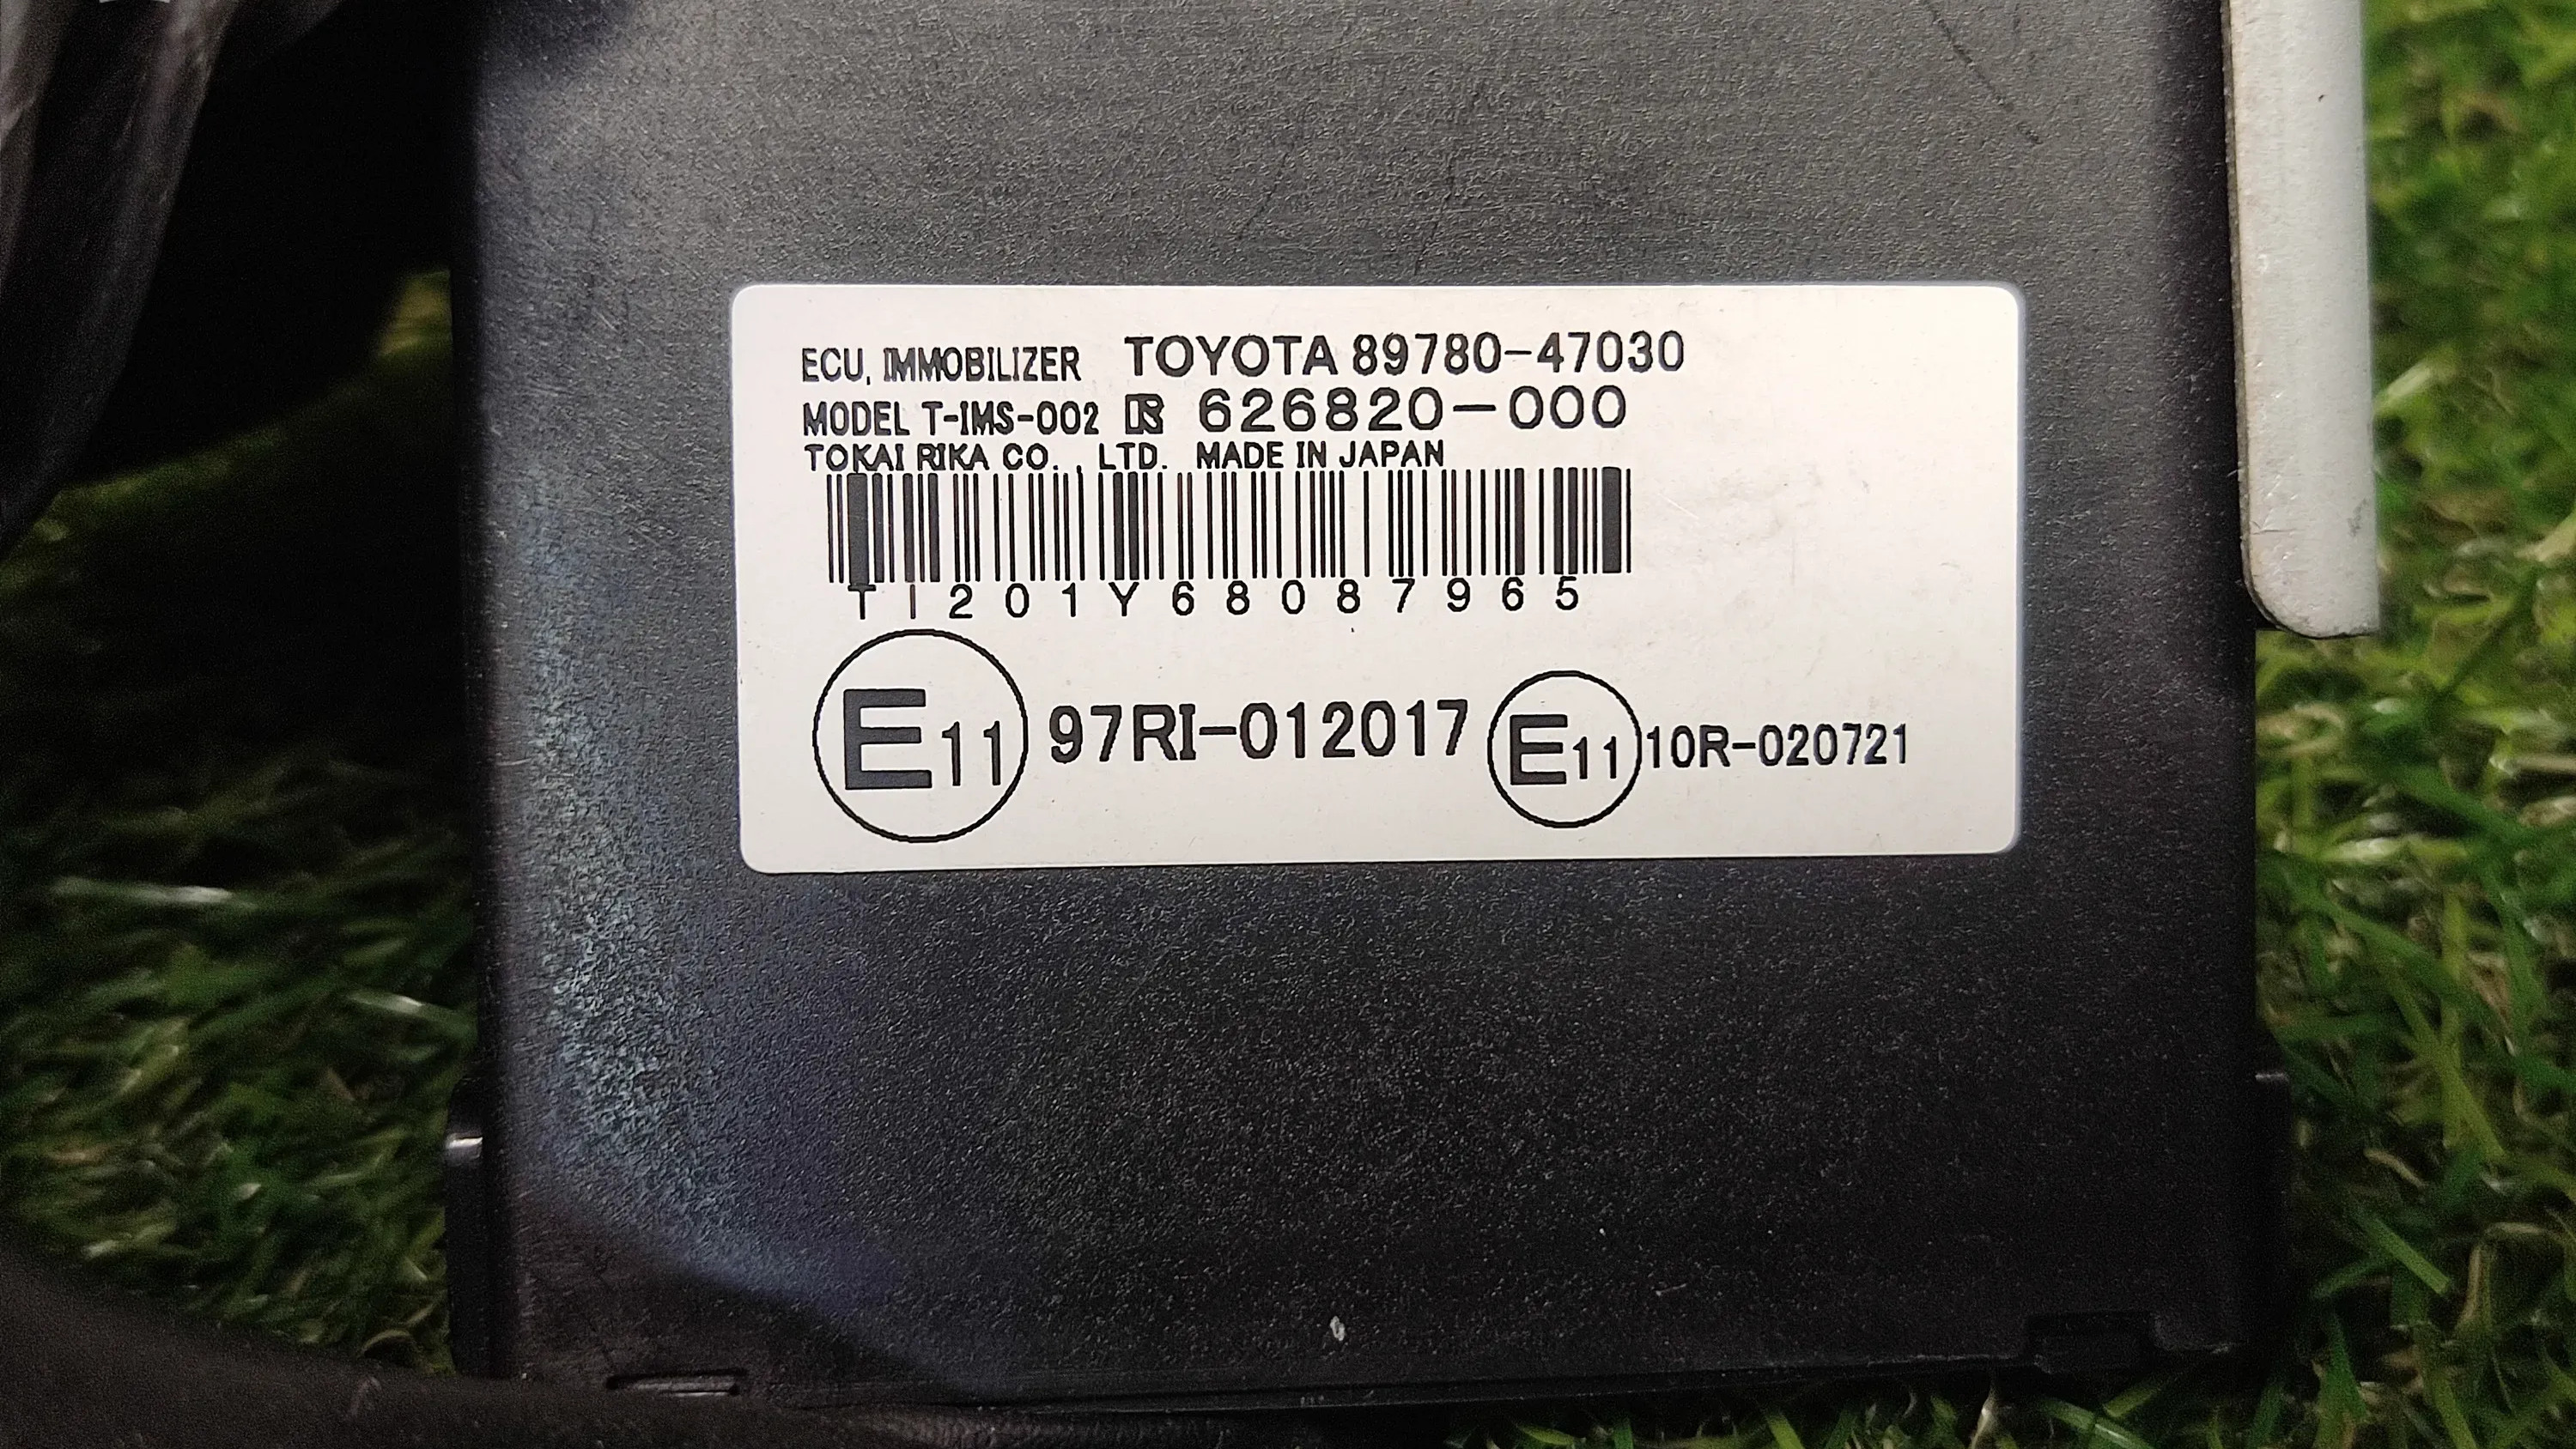 ECU, IMMOBILIZER TOYOTA 89780-47030
MODEL T-IMS-002 626820-000
TOKAI RIKA CO., LTD. MADE IN JAPAN
TI201Y68087965
E11 97RI-012017 E11 10R-020721